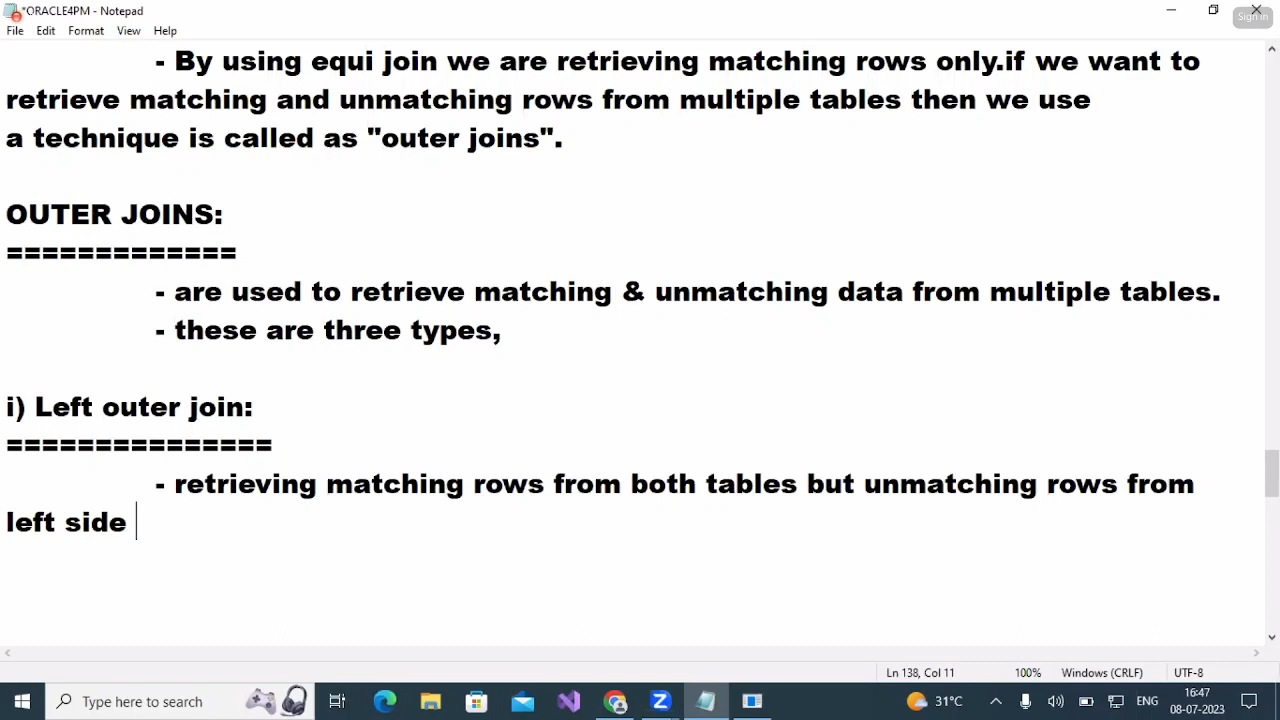 *ORACLE4PM - Notepad
Sign in
File Edit Format View Help
- By using equi join we are retrieving matching rows only.if we want to
retrieve matching and unmatching rows from multiple tables then we use
a technique is called as "outer joins".
OUTER JOINS:
=============
- are used to retrieve matching & unmatching data from multiple tables.
- these are three types,
i) Left outer join:
===============
- retrieving matching rows from both tables but unmatching rows from
left side
Ln 138, Col 11 100% Windows (CRLF) UTF-8
Type here to search 31°C ENG 16:47
08-07-2023